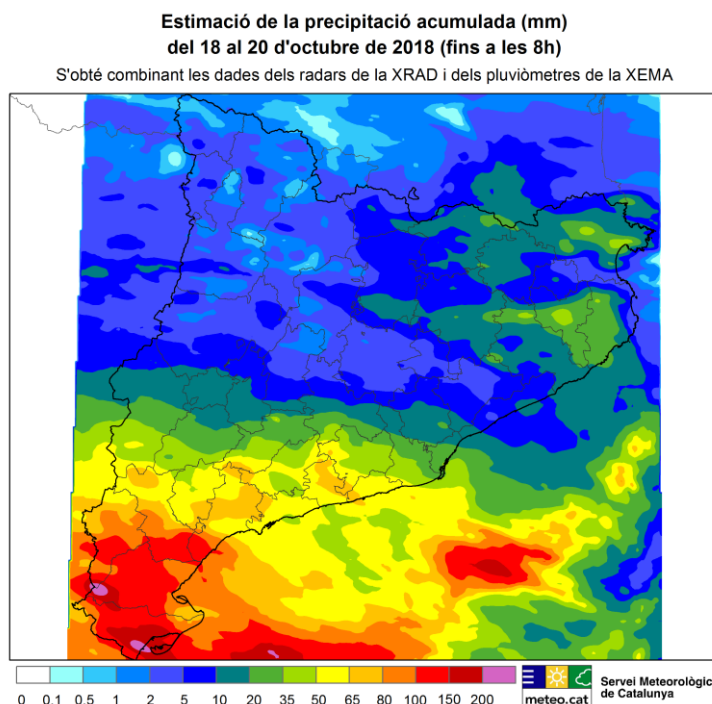 Estimació de la precipitació acumulada (mm)
del 18 al 20 d'octubre de 2018 (fins a les 8h)
S'obté combinant les dades dels radars de la XRAD i dels pluviòmetres de la XEMA
0 0.1 0.5 1 2 5 10 20 35 50 65 80 100 150 200
meteo.cat
Servei Meteorològic
de Catalunya